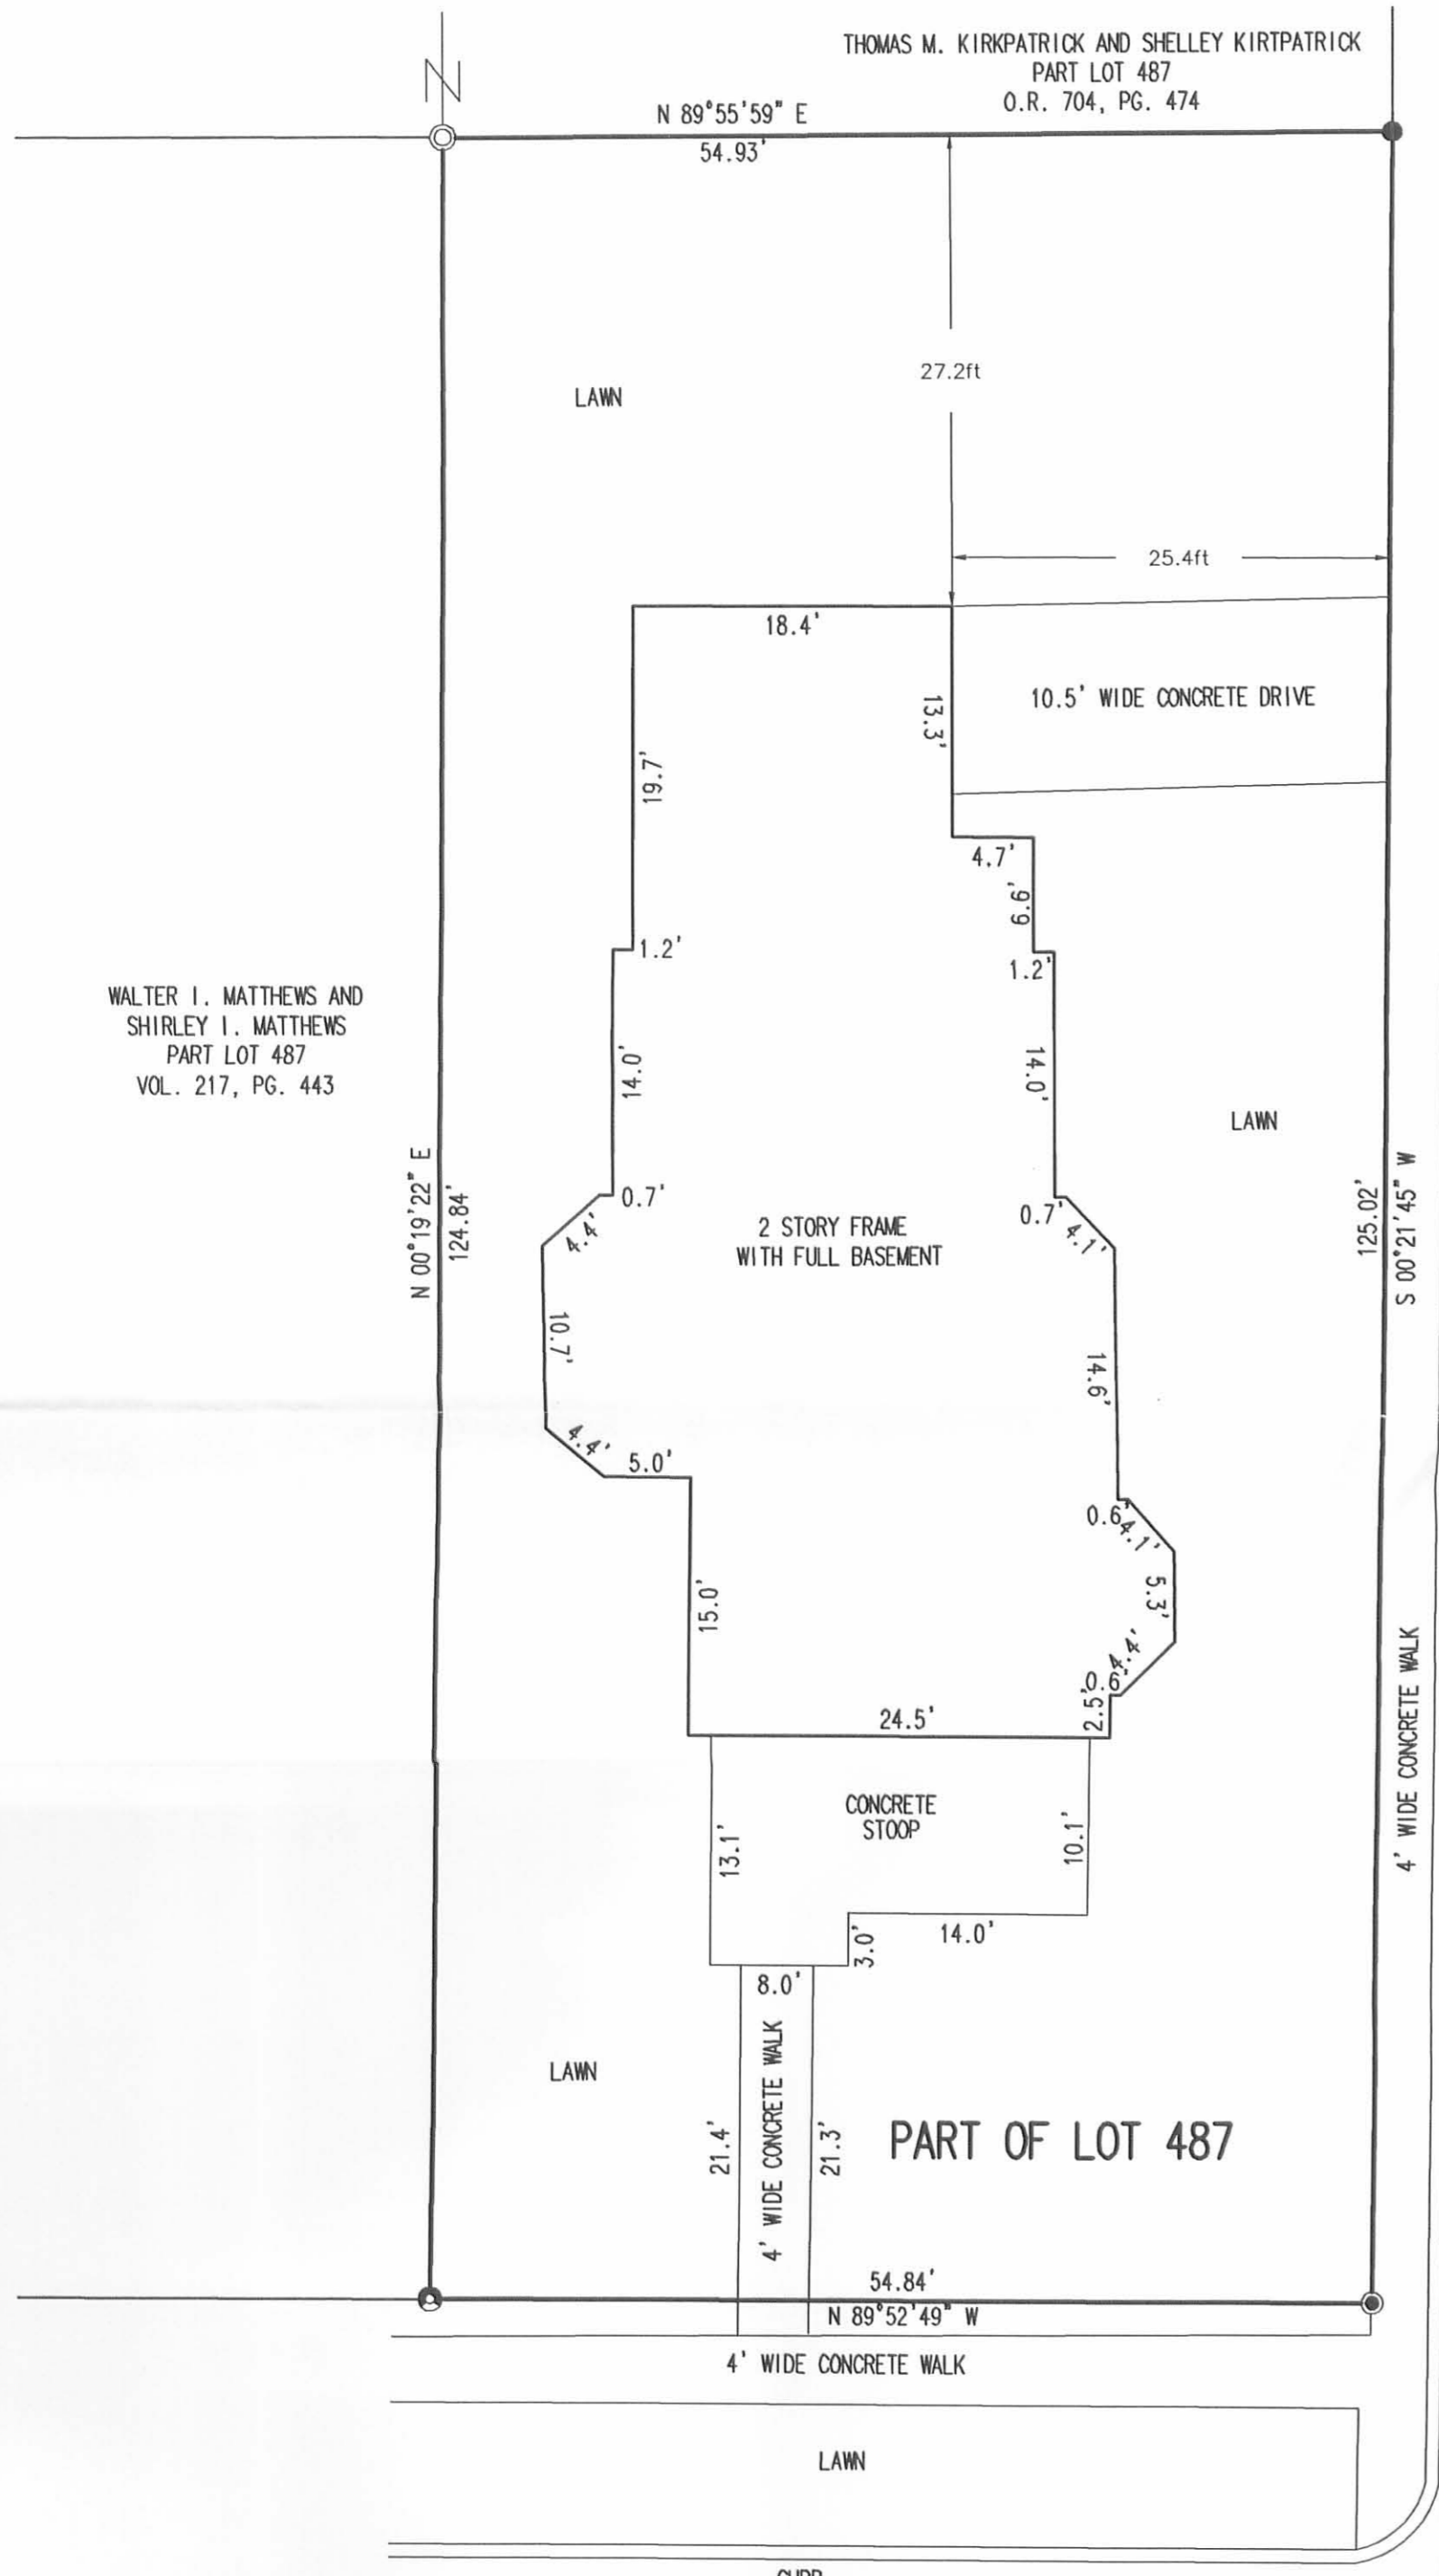 THOMAS M. KIRKPATRICK AND SHELLEY KIRTPATRICK
PART LOT 487
O.R. 704, PG. 474
N
N 89°55'59" E
54.93'
27.2ft
LAWN
25.4ft
18.4'
10.5' WIDE CONCRETE DRIVE
13.3'
19.7'
4.7'
6.6'
1.2'
1.2'
WALTER I. MATTHEWS AND
SHIRLEY I. MATTHEWS
PART LOT 487
VOL. 217, PG. 443
14.0'
14.0'
LAWN
N 00°19'22" E
124.84'
125.02'
S 00°21'45" W
0.7'
4.4'
0.7'
4.1'
2 STORY FRAME
WITH FULL BASEMENT
10.7'
14.6'
4.4'
5.0'
0.6'
4.1'
5.3'
15.0'
4.4'
0.6'
2.5'
24.5'
4' WIDE CONCRETE WALK
CONCRETE
STOOP
13.1'
10.1'
3.0'
14.0'
8.0'
LAWN
4' WIDE CONCRETE WALK
21.4'
21.3'
PART OF LOT 487
54.84'
N 89°52'49" W
4' WIDE CONCRETE WALK
LAWN
CURB